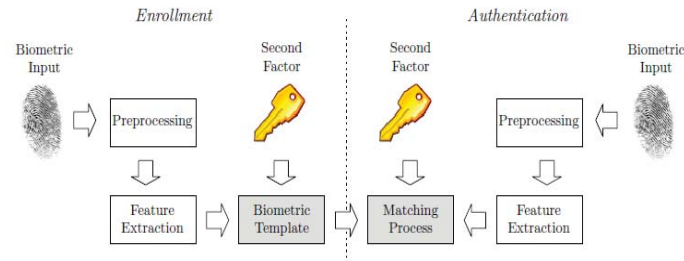 Enrollment
Authentication
Biometric
Input
Second
Factor
Second
Factor
Biometric
Input
Preprocessing
Preprocessing
Feature
Extraction
Biometric
Template
Matching
Process
Feature
Extraction